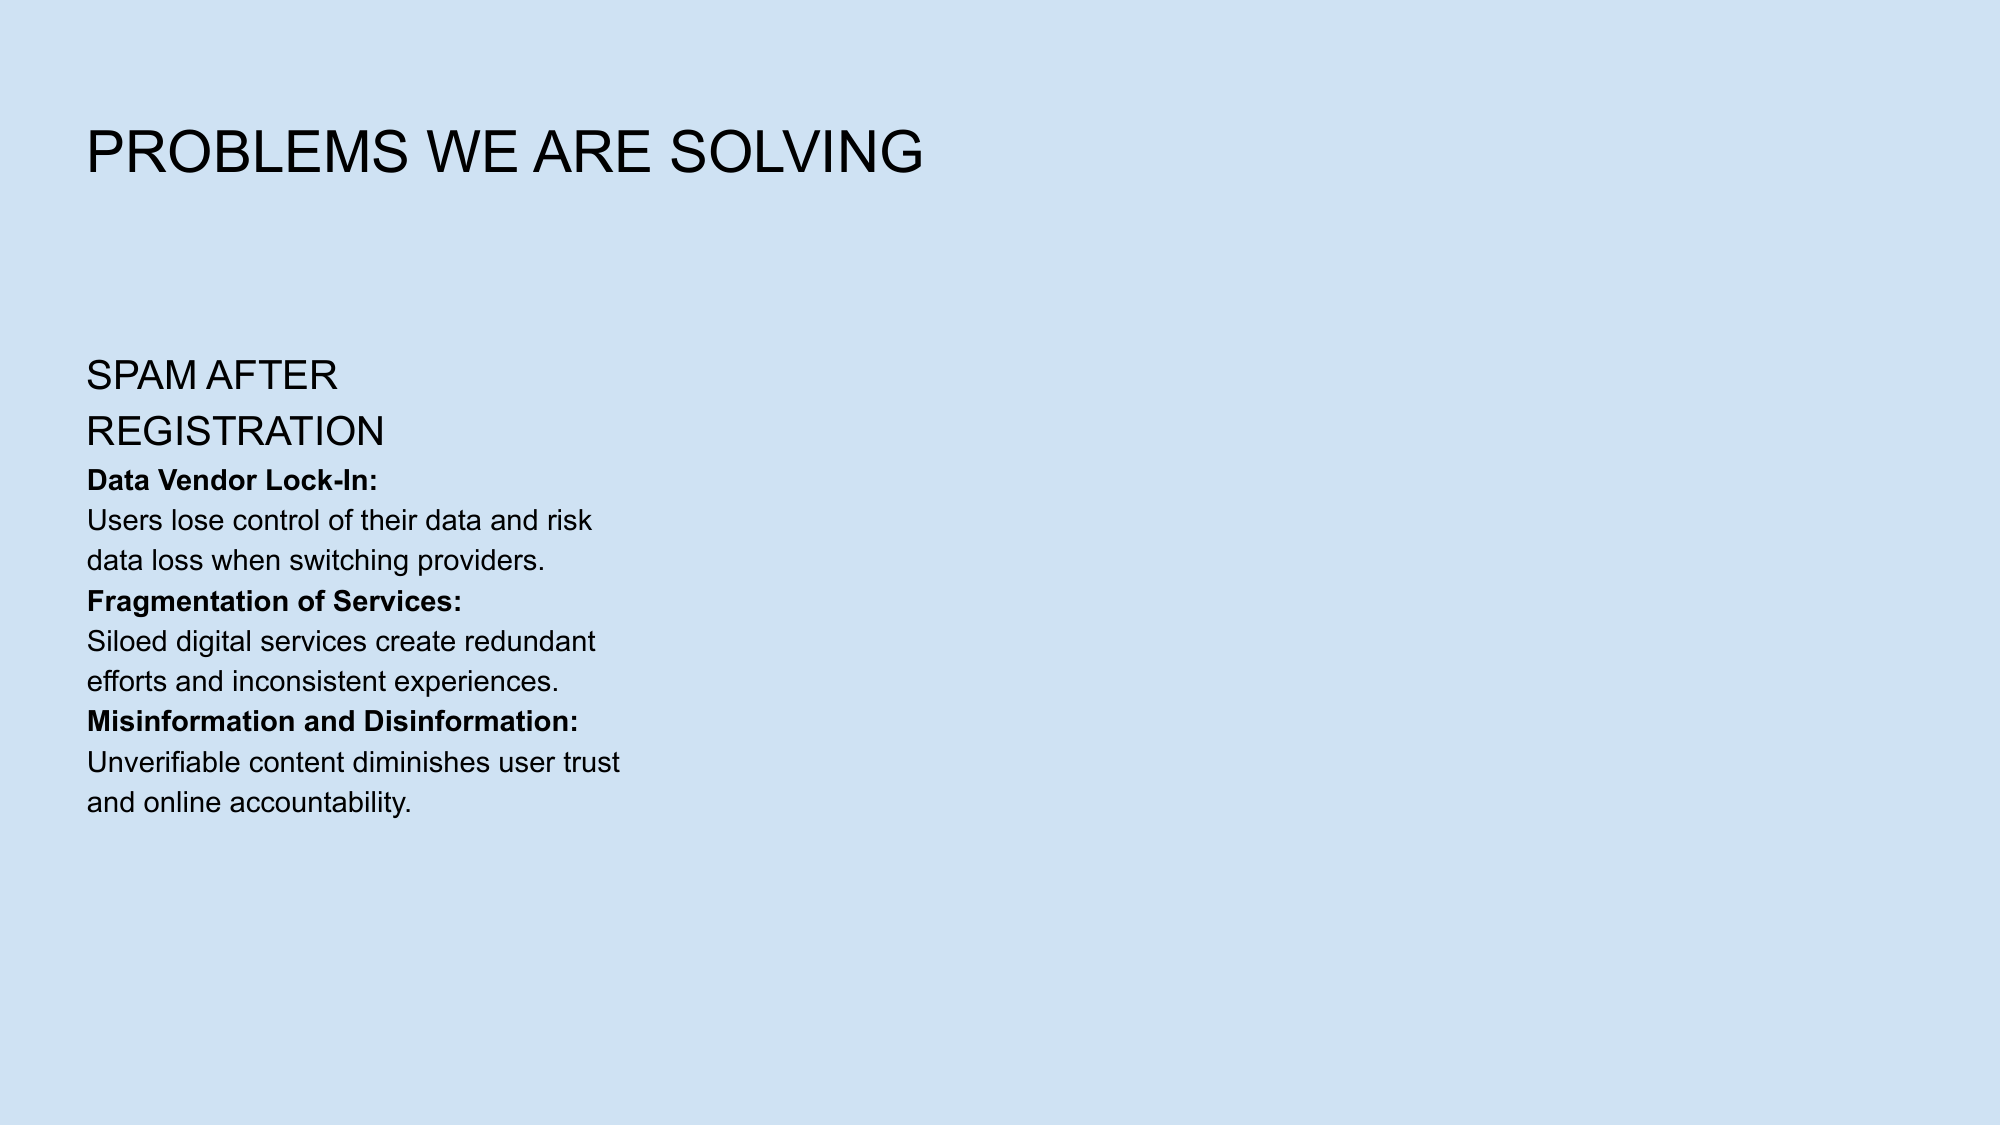 PROBLEMS WE ARE SOLVING
SPAM AFTER
REGISTRATION
Data Vendor Lock-In:
Users lose control of their data and risk
data loss when switching providers.
Fragmentation of Services:
Siloed digital services create redundant
efforts and inconsistent experiences.
Misinformation and Disinformation:
Unverifiable content diminishes user trust
and online accountability.